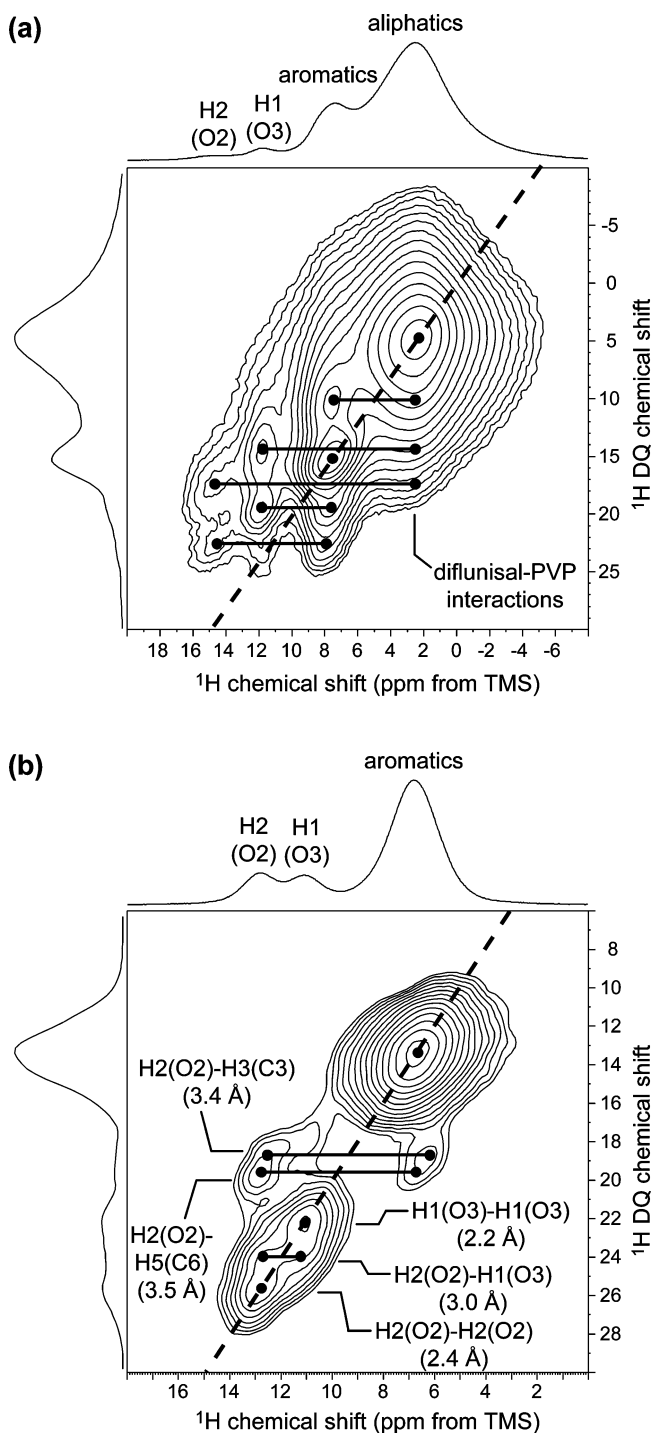 (a)
aliphatics
aromatics
H2
(O2)
H1
(O3)
-5
0
5
10
15
20
25
¹H DQ chemical shift
diflunisal-PVP
interactions
18 16 14 12 10 8 6 4 2 0 -2 -4 -6
¹H chemical shift (ppm from TMS)
(b)
aromatics
H2
(O2)
H1
(O3)
8
10
12
14
16
18
20
22
24
26
28
¹H DQ chemical shift
H2(O2)-H3(C3)
(3.4 Å)
H2(O2)-
H5(C6)
(3.5 Å)
H1(O3)-H1(O3)
(2.2 Å)
H2(O2)-H1(O3)
(3.0 Å)
H2(O2)-H2(O2)
(2.4 Å)
16 14 12 10 8 6 4 2
¹H chemical shift (ppm from TMS)